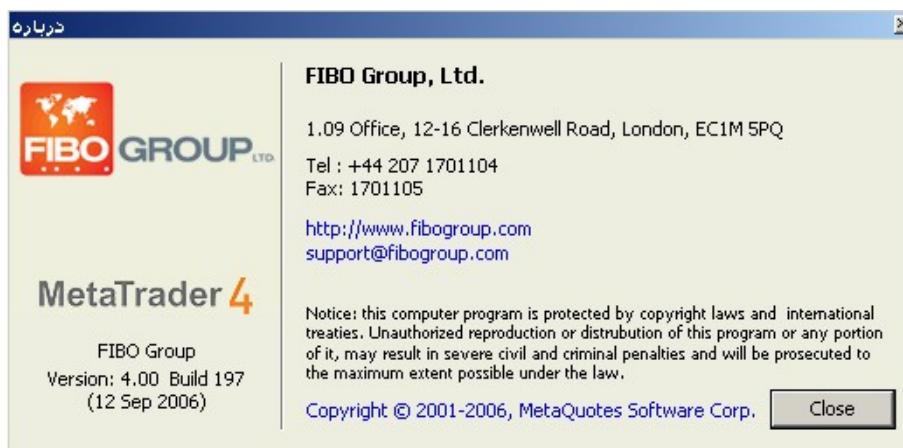 درباره
FIBO GROUP LTD.
MetaTrader 4
FIBO Group
Version: 4.00 Build 197
(12 Sep 2006)
FIBO Group, Ltd.
1.09 Office, 12-16 Clerkenwell Road, London, EC1M 5PQ
Tel : +44 207 1701104
Fax: 1701105
http://www.fibogroup.com
support@fibogroup.com
Notice: this computer program is protected by copyright laws and international
treaties. Unauthorized reproduction or distrubution of this program or any portion
of it, may result in severe civil and criminal penalties and will be prosecuted to
the maximum extent possible under the law.
Copyright © 2001-2006, MetaQuotes Software Corp.
Close